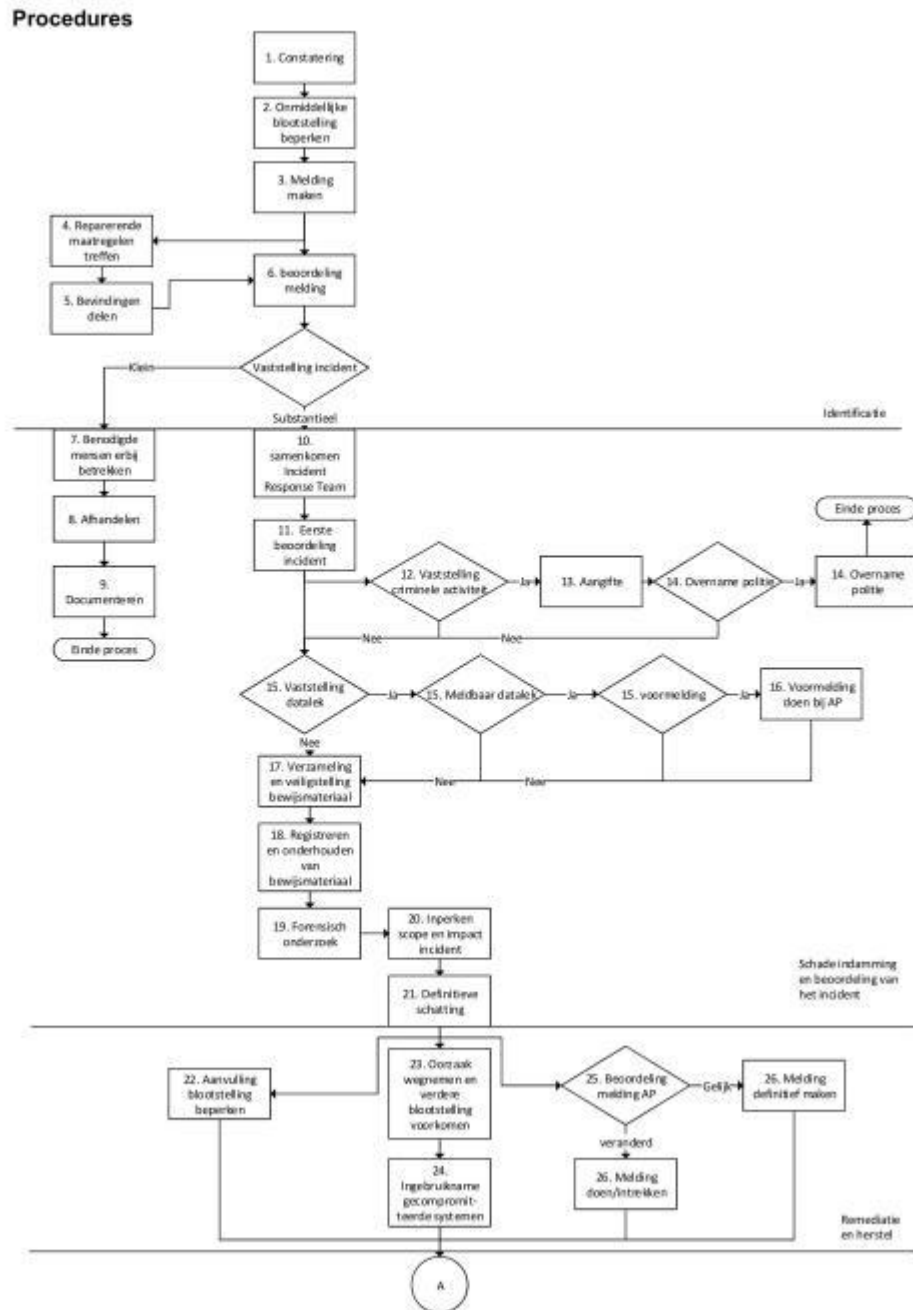 Procedures
1. Constatering
2. Onmiddellijke
blootstelling
beperken
3. Melding
maken
4. Reparerende
maatregelen
treffen
5. Bevindingen
delen
6. beoordeling
melding
Vaststelling incident
Klein
Substantieel
Identificatie
7. Benodigde
mensen erbij
betrekken
8. Afhandelen
9.
Documenteren
Einde proces
10.
samenkomen
Incident
Response Team
11. Eerste
beoordeling
incident
12. Vaststelling
criminele activiteit
Ja
13. Aangifte
14. Overname politie
Ja
14. Overname
politie
Einde proces
Nee
Nee
15. Vaststelling
datalek
Ja
15. Meldbaar datalek
Ja
15. voormelding
Ja
16. Voormelding
doen bij AP
Nee
Nee
Nee
17. Verzameling
en veiligstelling
bewijsmateriaal
18. Registreren
en onderhouden
van
bewijsmateriaal
19. Forensisch
onderzoek
20. Inperken
scope en impact
incident
21. Definitieve
schatting
Schade indamming
en beoordeling van
het incident
22. Aanvulling
blootstelling
beperken
23. Oorzaak
wegnemen en
verdere
blootstelling
voorkomen
24.
Ingebruikname
gecompromit-
teerde systemen
25. Beoordeling
melding AP
Gelijk
26. Melding
definitief maken
veranderd
26. Melding
doen/intrekken
Remediatie
en herstel
A